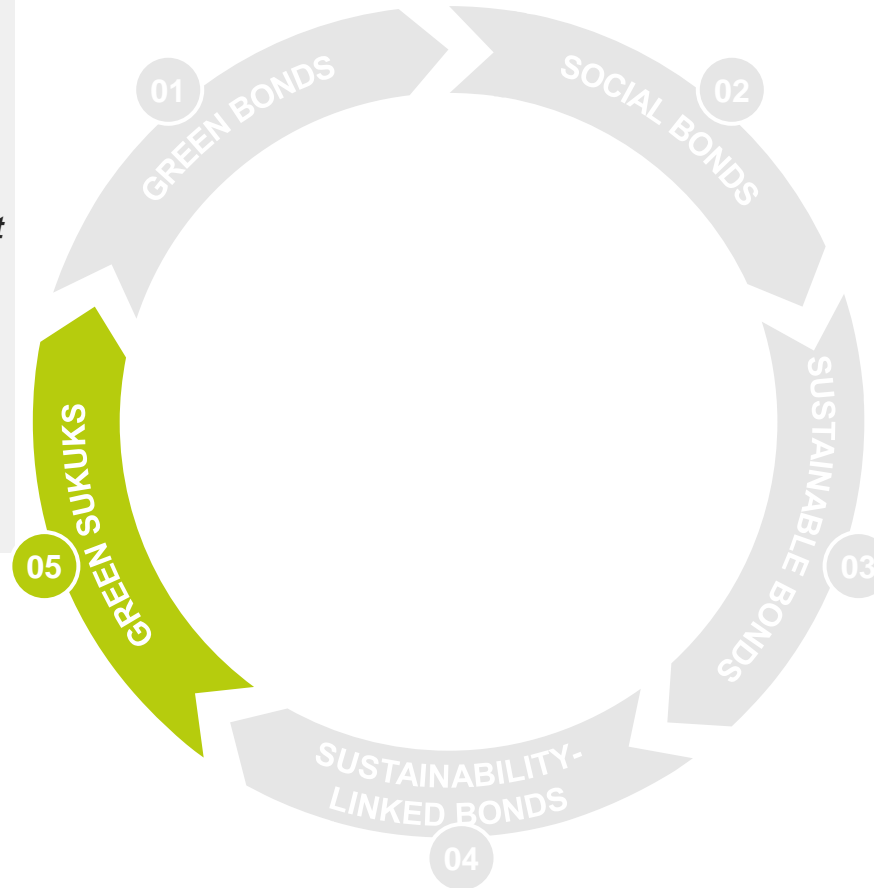 01
GREEN BONDS
02
SOCIAL BONDS
03
SUSTAINABLE BONDS
04
SUSTAINABILITY-
LINKED BONDS
05
GREEN SUKUKS